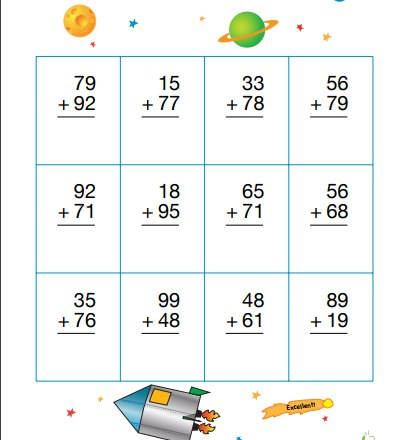 79 15 33 56
+ 92 + 77 + 78 + 79
92 18 65 56
+ 71 + 95 + 71 + 68
35 99 48 89
+ 76 + 48 + 61 + 19
Excellent!!